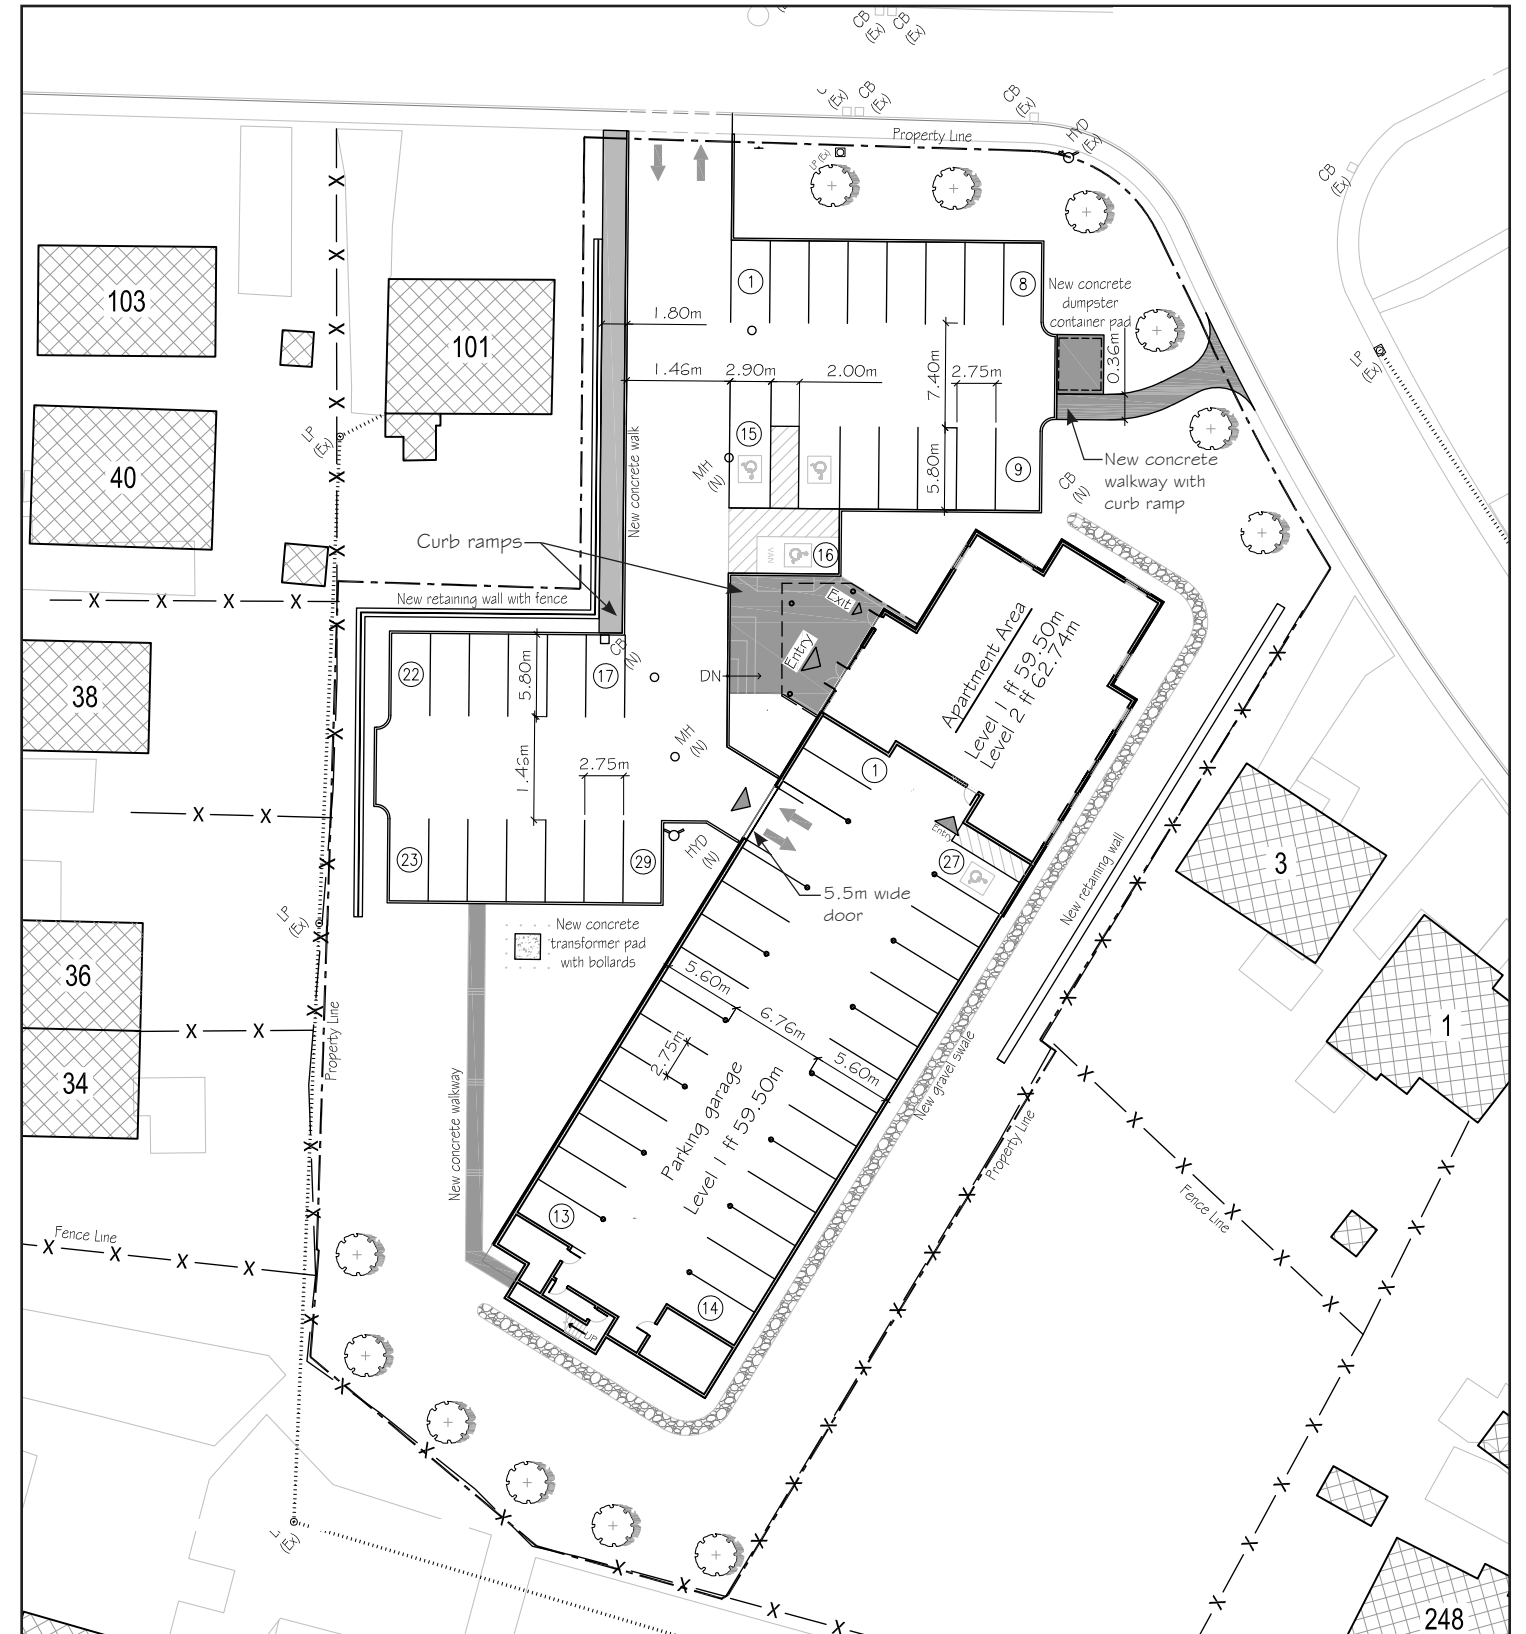 CB
(Ex)
CB
(Ex)
(Ex)
CB
(Ex)
CB
(Ex)
HYD
(Ex)
Property Line
LP (Ex)
CB
(Ex)
103
101
1
8
New concrete
dumpster
container pad
1.80m
1.46m
2.90m
2.00m
7.40m
2.75m
0.36m
LP
(Ex)
LP
(Ex)
40
15
MH
(N)
New concrete walk
5.80m
9
CB
(N)
New concrete
walkway with
curb ramp
Curb ramps
VAN
16
New retaining wall with fence
Exit
Entry
DN
Apartment Area
Level 1 ff 59.50m
Level 2 ff 62.74m
38
22
5.80m
17
CB
(N)
MH
(N)
1.46m
2.75m
1
Entry
27
23
29
HYD
(N)
5.5m wide
door
3
New retaining wall
LP
(Ex)
New concrete
transformer pad
with bollards
36
34
1
Property Line
5.60m
6.76m
5.60m
2.75m
Parking garage
Level 1 ff 59.50m
New gravel swale
Property Line
New concrete walkway
Fence Line
Fence Line
13
14
UP
(Ex)
248